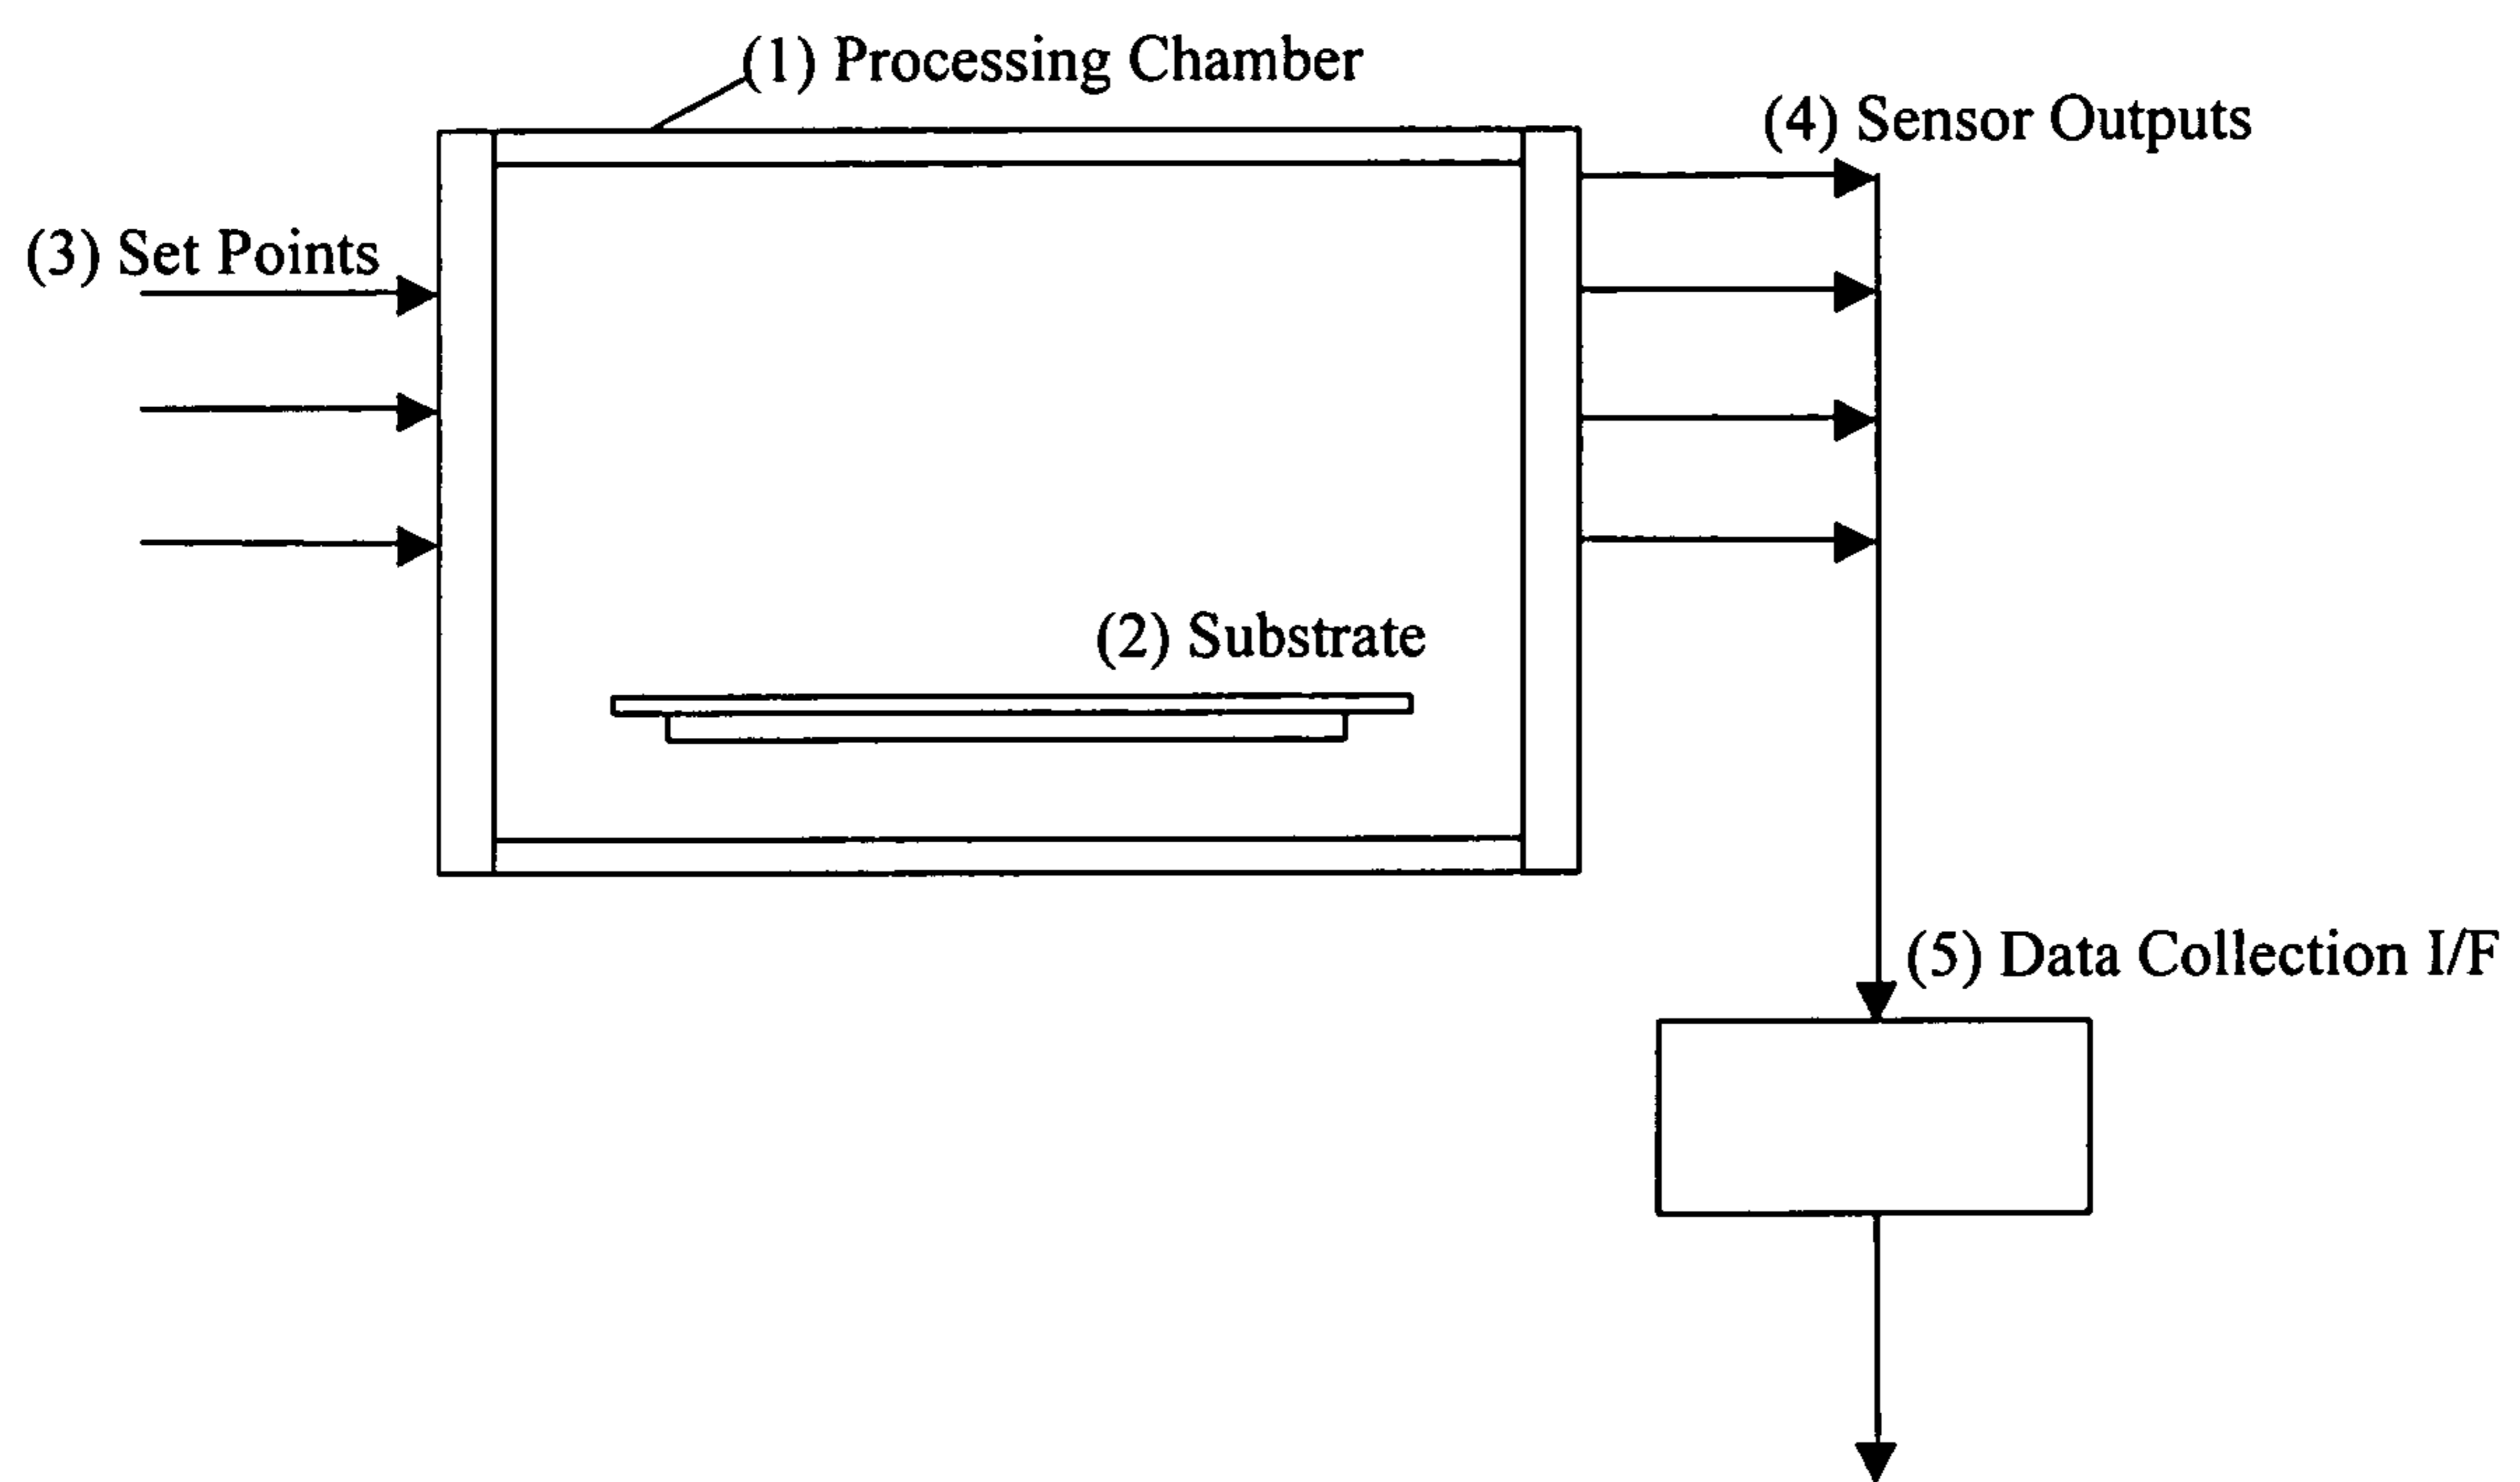 (1) Processing Chamber
(4) Sensor Outputs
(3) Set Points
(2) Substrate
(5) Data Collection I/F